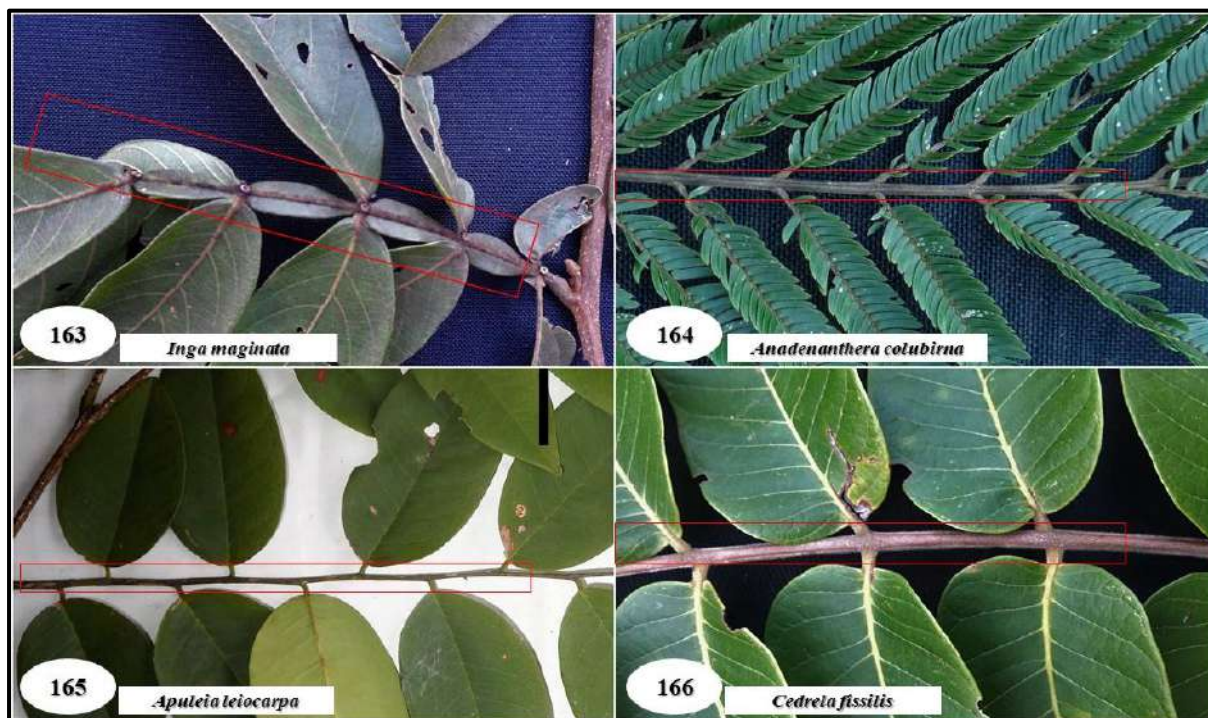 163
Inga maginata
164
Anadenanthera colubirna
165
Apuleia leiocarpa
166
Cedrela fissilis